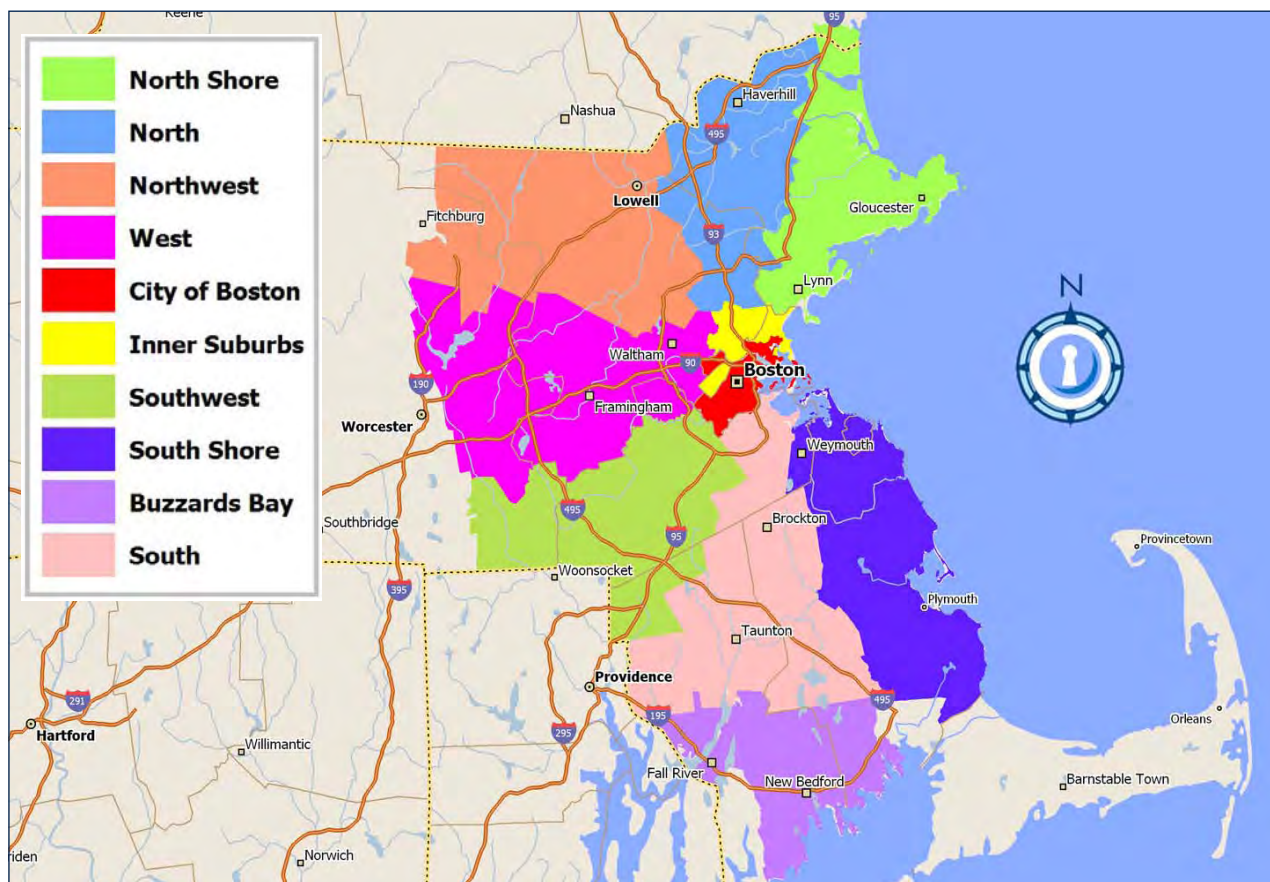 Keene
95
North Shore
North
Northwest
West
City of Boston
Inner Suburbs
Southwest
South Shore
Buzzards Bay
South
Haverhill
Nashua
495
Lowell
Gloucester
Fitchburg
93
Lynn
N
Waltham
90
Boston
190
Framingham
Worcester
Weymouth
495
Southbridge
Brockton
95
Provincetown
Woonsocket
395
Plymouth
Taunton
Providence
291
495
195
Orleans
Hartford
295
Willimantic
Fall River
New Bedford
Barnstable Town
riden
Norwich